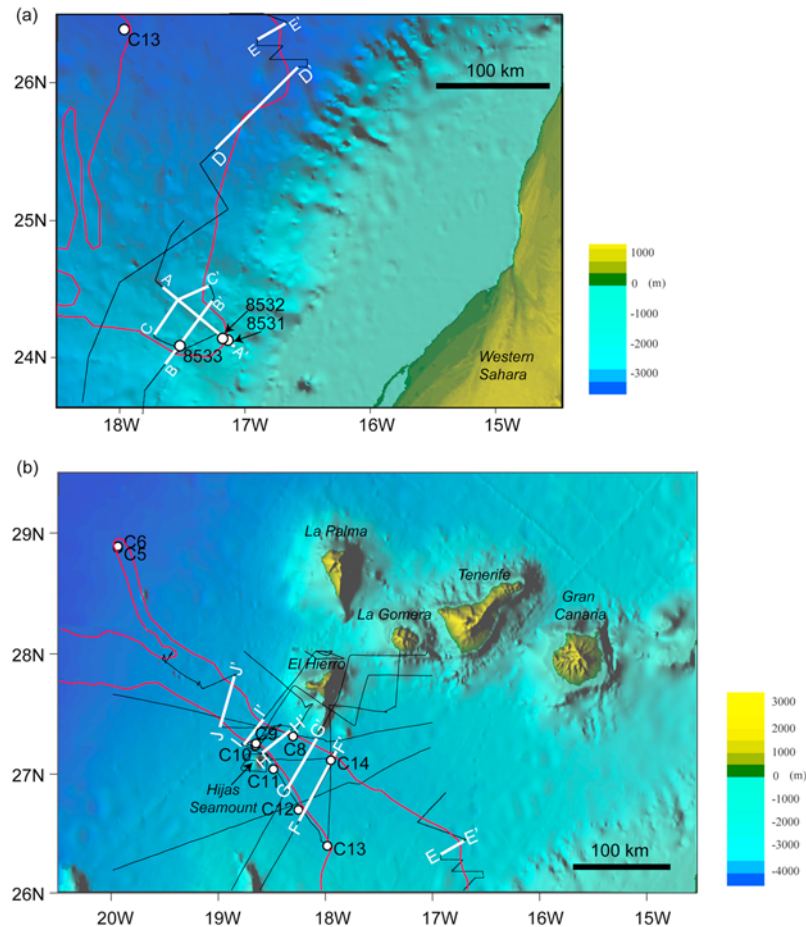 (a)
C13
E
E'
26N
D'
100 km
D
25N
A
C'
B'
8532
8531
C
24N
8533
A'
B
Western
Sahara
1000
0 (m)
-1000
-2000
-3000
18W
17W
16W
15W
(b)
29N
C6
C5
La Palma
Tenerife
La Gomera
Gran
Canaria
28N
El Hierro
J'
J
I'
I
H'
H
G'
F'
C9
C10
C8
C14
27N
C11
Hijas
Seamount
G
C12
F
C13
E
E'
100 km
26N
3000
2000
1000
0 (m)
-1000
-2000
-3000
-4000
20W
19W
18W
17W
16W
15W